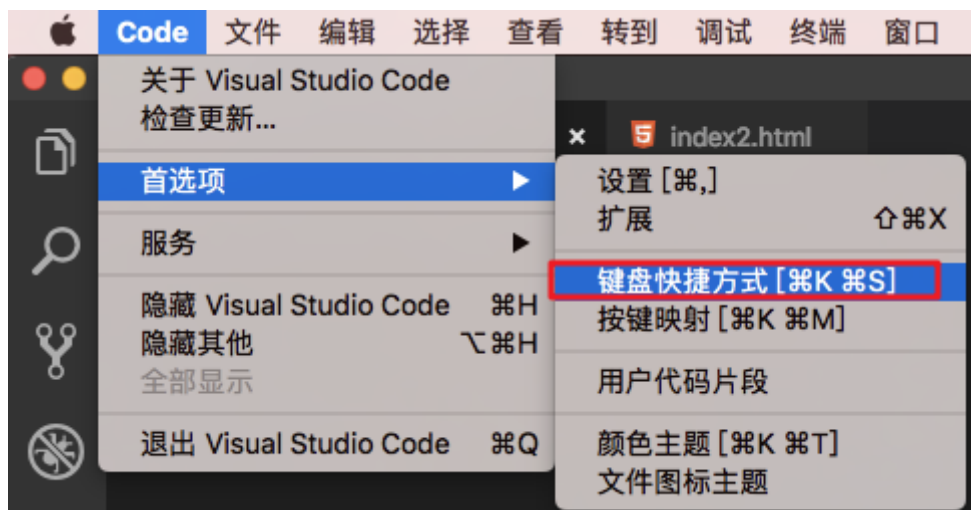 Code 文件 编辑 选择 查看 转到 调试 终端 窗口
关于 Visual Studio Code
检查更新...
index2.html
首选项
服务
隐藏 Visual Studio Code ⌘H
隐藏其他 ⌥⌘H
全部显示
退出 Visual Studio Code ⌘Q
设置 [⌘,]
扩展 ⇧⌘X
键盘快捷方式 [⌘K ⌘S]
按键映射 [⌘K ⌘M]
用户代码片段
颜色主题 [⌘K ⌘T]
文件图标主题